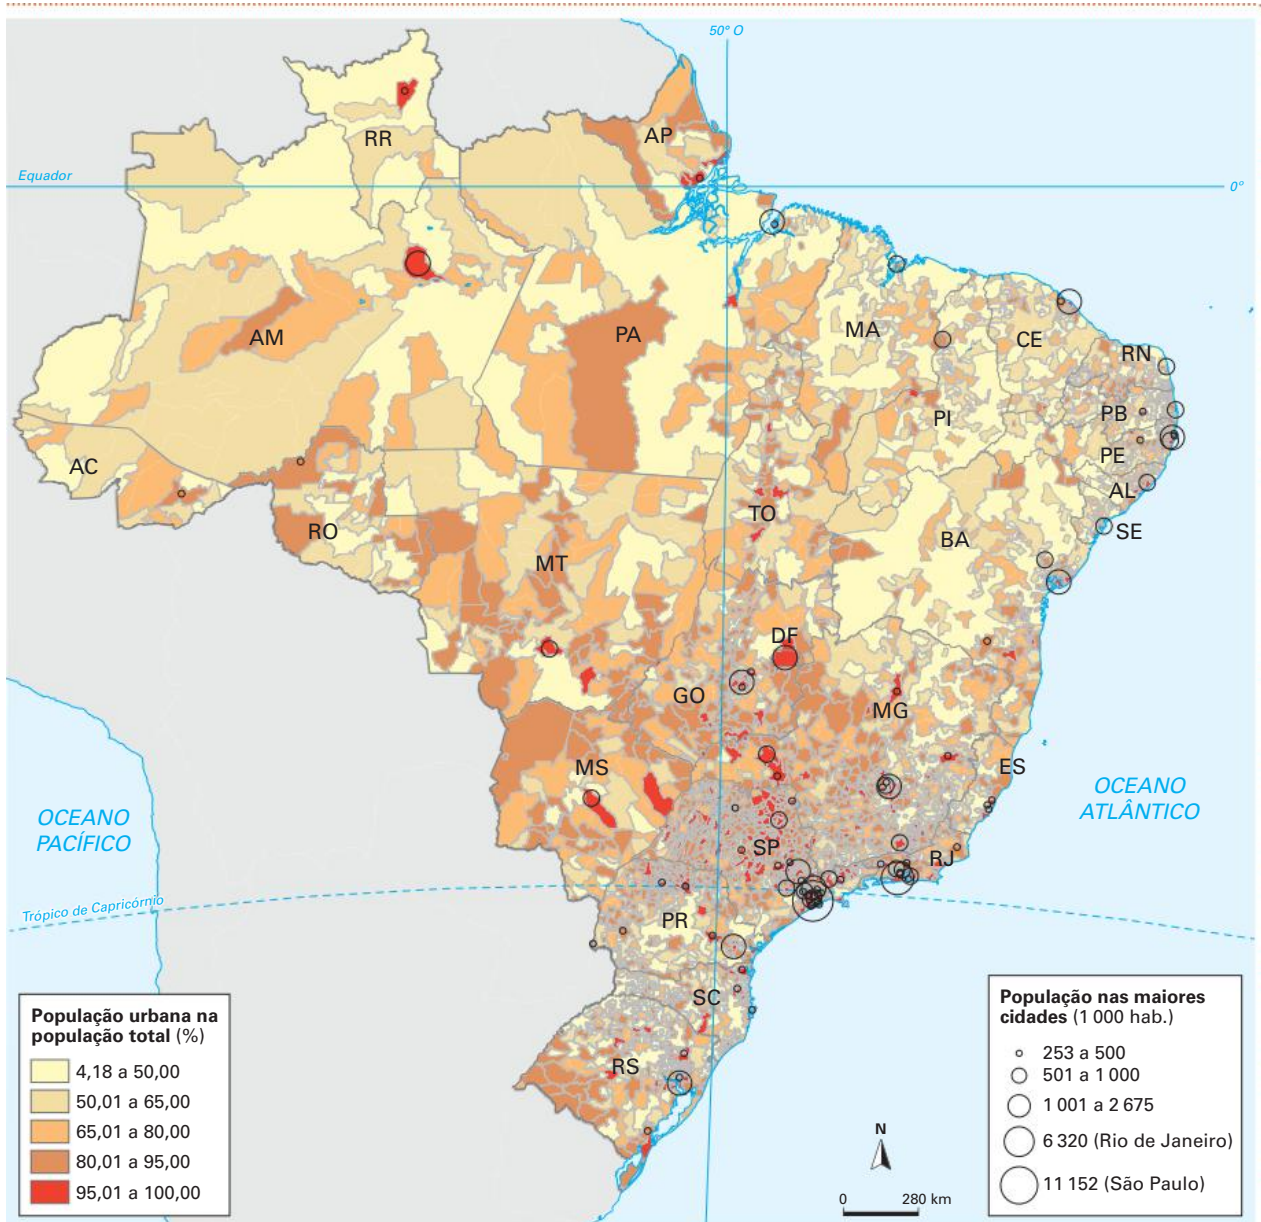 50º O
RR
AP
Equador
0º
AM
PA
MA
CE
RN
PI
PB
PE
AC
AL
TO
SE
RO
BA
MT
DF
GO
MG
MS
ES
OCEANO
PACÍFICO
OCEANO
ATLÂNTICO
SP
RJ
Trópico de Capricórnio
PR
SC
RS
População urbana na
população total (%)
4,18 a 50,00
50,01 a 65,00
65,01 a 80,00
80,01 a 95,00
95,01 a 100,00
N
0 280 km
População nas maiores
cidades (1 000 hab.)
253 a 500
501 a 1 000
1 001 a 2 675
6 320 (Rio de Janeiro)
11 152 (São Paulo)